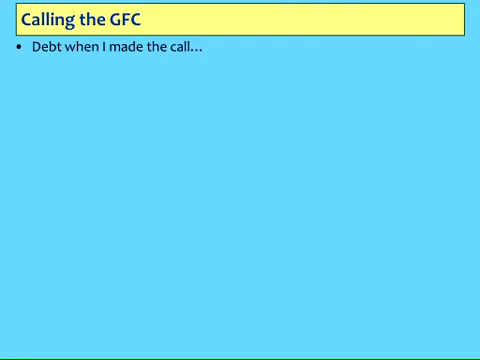 Calling the GFC
• Debt when I made the call…